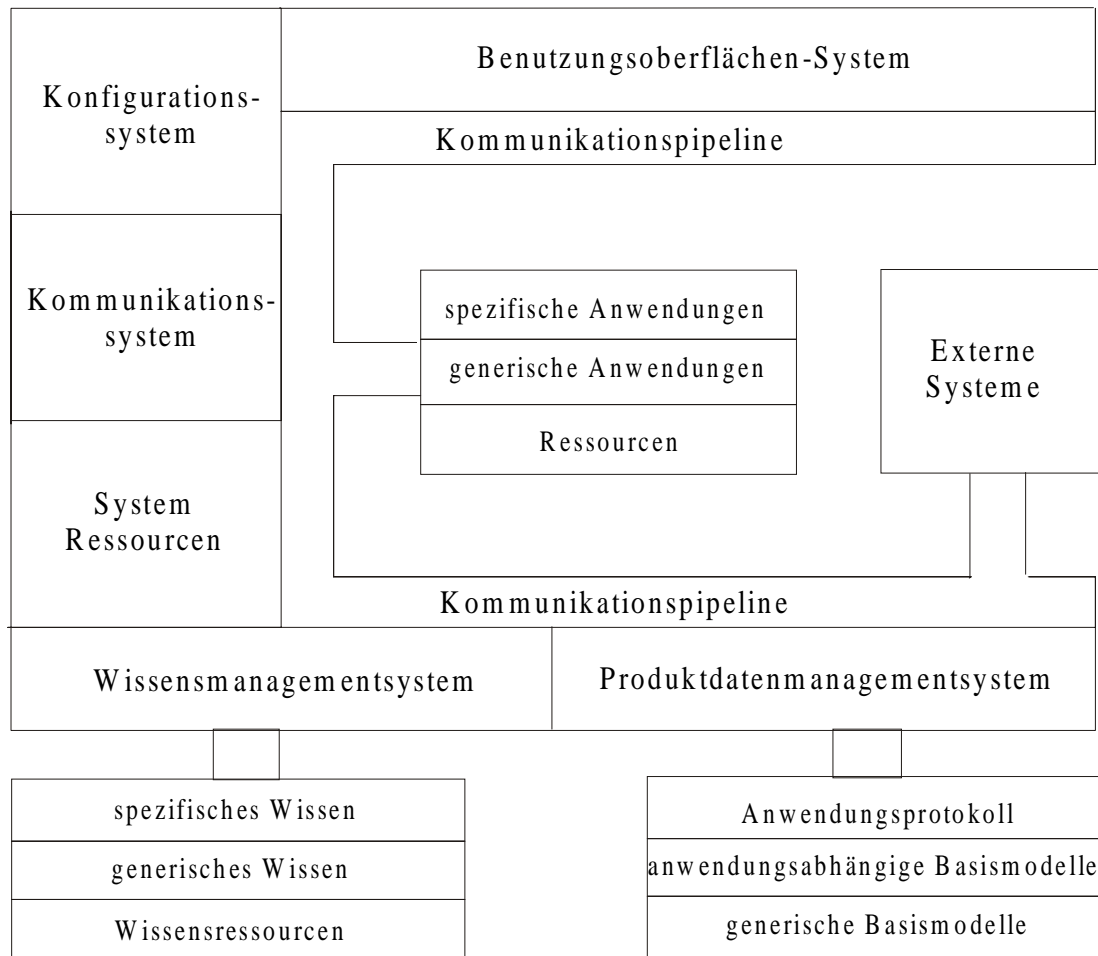 Benutzungsoberflächen-System
Konfigurations-
system
Kommunikationspipeline
Kommunikations-
system
spezifische Anwendungen
generische Anwendungen
Ressourcen
Externe
Systeme
System
Ressourcen
Kommunikationspipeline
Wissensmanagementsystem
Produktdatenmanagementsystem
spezifisches Wissen
generisches Wissen
Wissensressourcen
Anwendungsprotokoll
anwendungsabhängige Basismodelle
generische Basismodelle